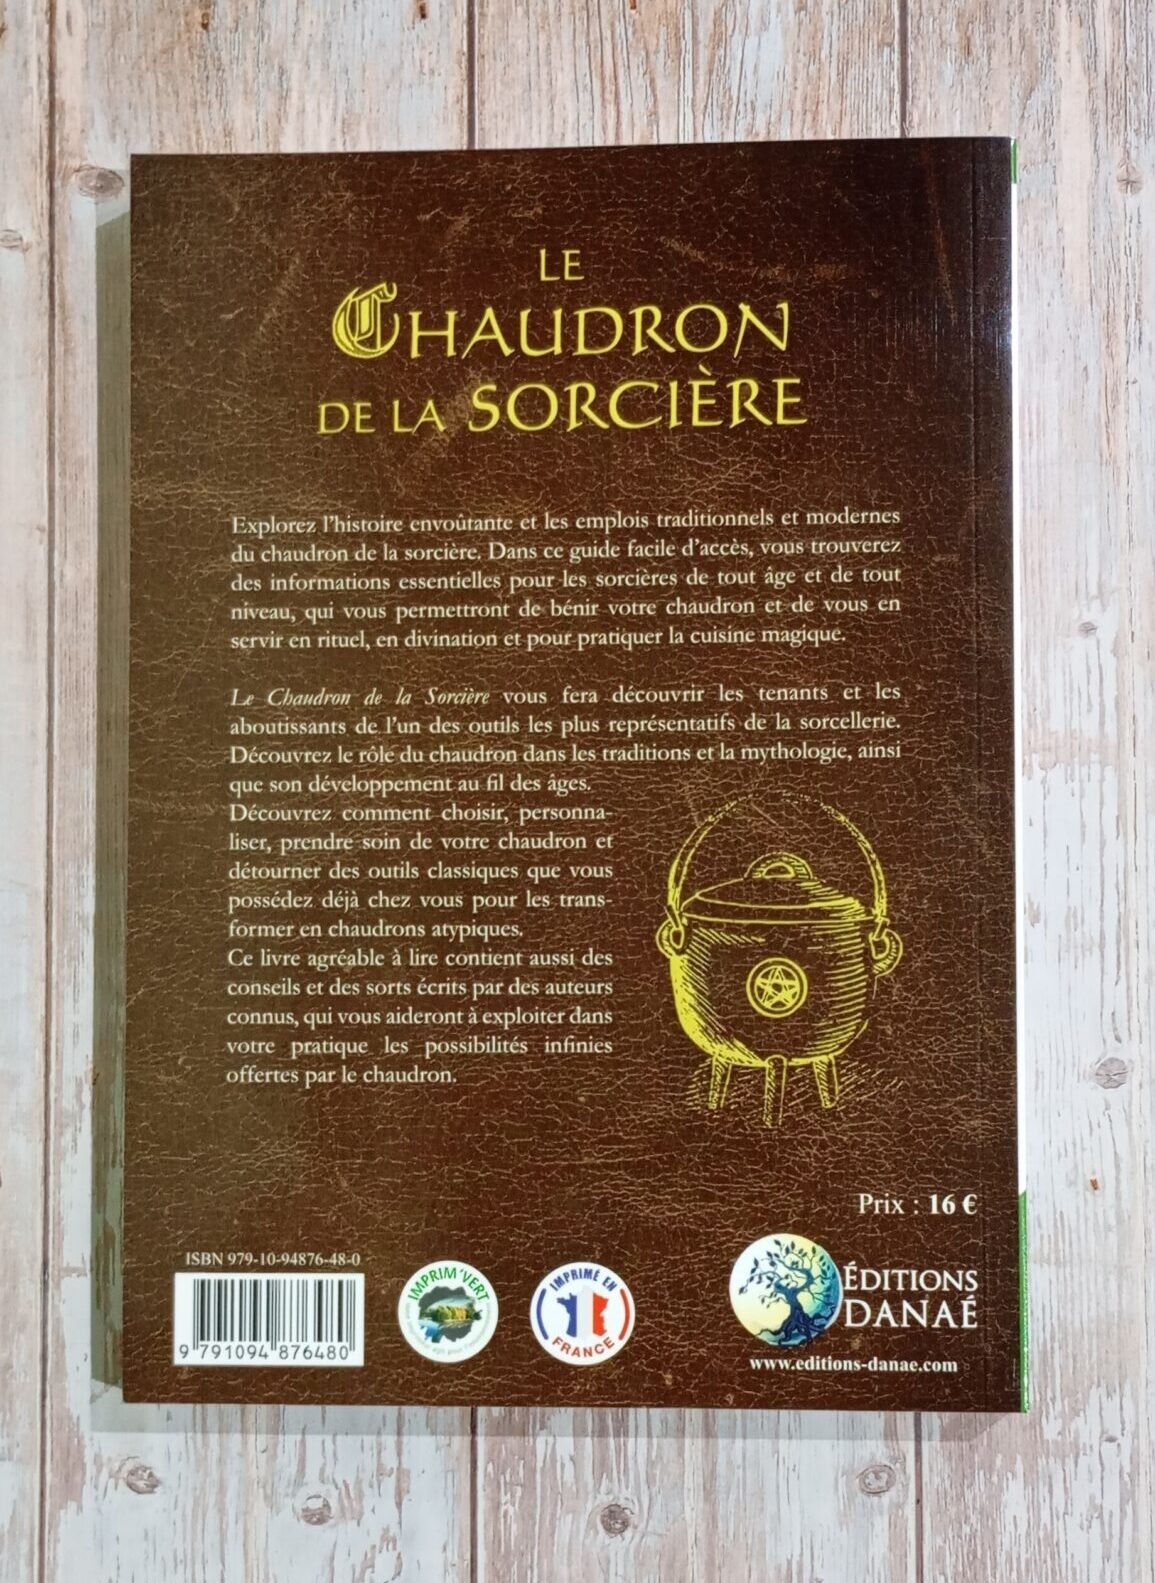 LE
CHAUDRON
DE LA SORCIÈRE
Explorez l'histoire envoûtante et les emplois traditionnels et modernes
du chaudron de la sorcière. Dans ce guide facile d'accès, vous trouverez
des informations essentielles pour les sorcières de tout âge et de tout
niveau, qui vous permettront de bénir votre chaudron et de vous en
servir en rituel, en divination et pour pratiquer la cuisine magique.
Le Chaudron de la Sorcière vous fera découvrir les tenants et les
aboutissants de l'un des outils les plus représentatifs de la sorcellerie.
Découvrez le rôle du chaudron dans les traditions et la mythologie, ainsi
que son développement au fil des âges.
Découvrez comment choisir, personna-
liser, prendre soin de votre chaudron et
détourner des outils classiques que vous
possédez déjà chez vous pour les trans-
former en chaudrons atypiques.
Ce livre agréable à lire contient aussi des
conseils et des sorts écrits par des auteurs
connus, qui vous aideront à exploiter dans
votre pratique les possibilités infinies
offertes par le chaudron.
Prix : 16 €
ISBN 979-10-94876-48-0
9 791094 876480
IMPRIM'VERT
IMPRIMÉ EN
FRANCE
ÉDITIONS
DANAÉ
www.editions-danae.com